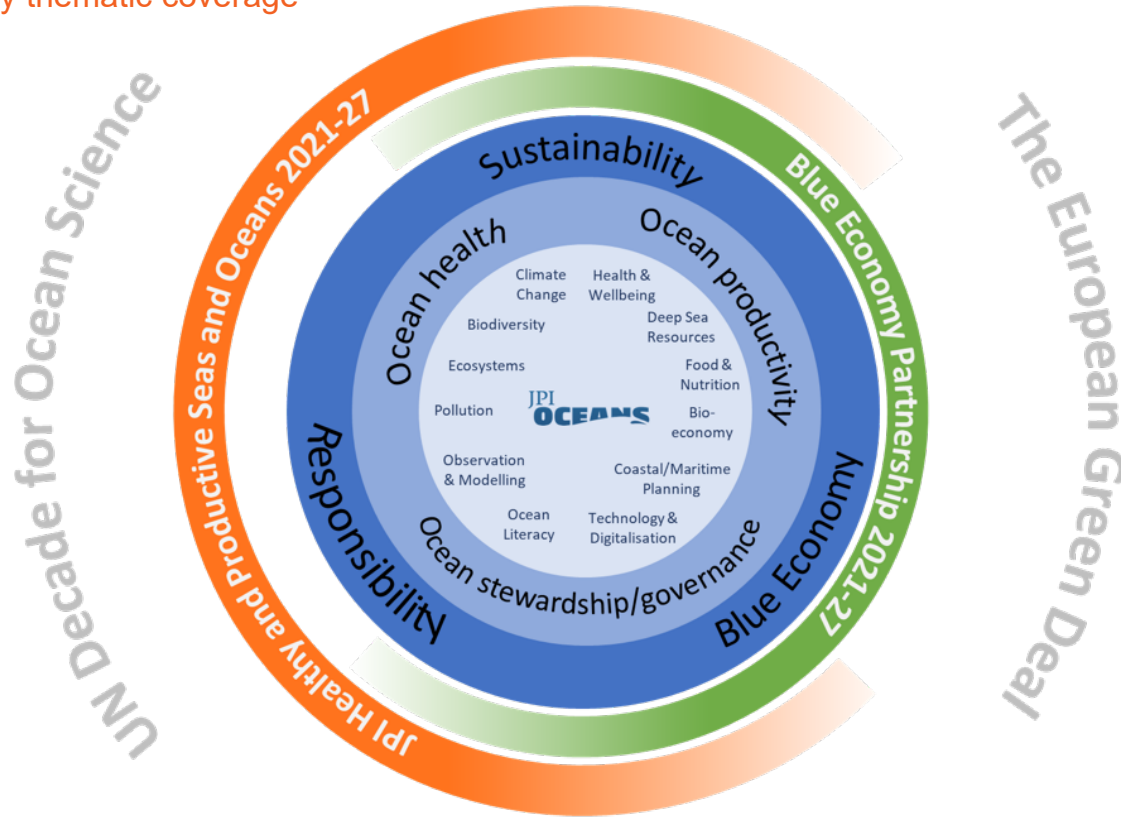 y thematic coverage
UN Decade for Ocean Science
The European Green Deal
JPI Healthy and Productive Seas and Oceans 2021-27
Blue Economy Partnership 2021-27
Sustainability
Responsibility
Blue Economy
Ocean health
Ocean productivity
Ocean stewardship/governance
Climate
Change
Health &
Wellbeing
Biodiversity
Deep Sea
Resources
Ecosystems
Food &
Nutrition
Pollution
JPI
OCEANS
Bio-
economy
Observation
& Modelling
Coastal/Maritime
Planning
Ocean
Literacy
Technology &
Digitalisation